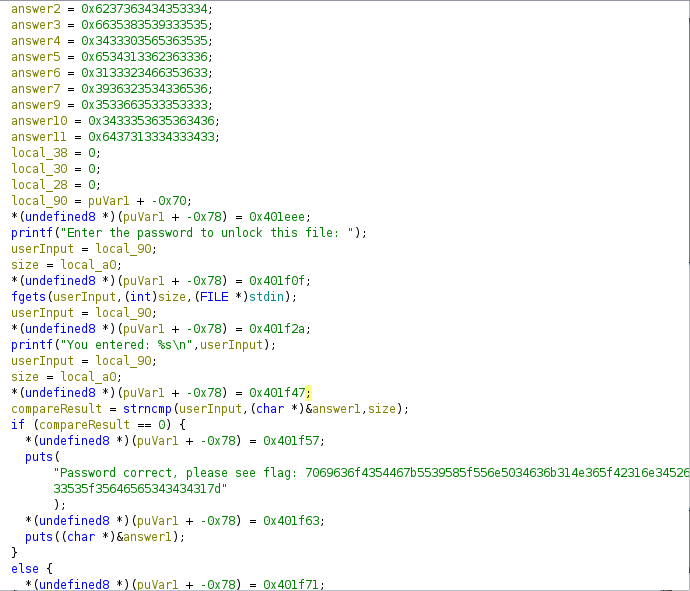 answer2 = 0x6237363434353334;
answer3 = 0x6635383539333535;
answer4 = 0x3433303565363535;
answer5 = 0x6534313362363336;
answer6 = 0x3133323466353633;
answer7 = 0x3936323534336536;
answer9 = 0x3533663533353333;
answer10 = 0x3433353635363436;
answer11 = 0x6437313334333433;
local_38 = 0;
local_30 = 0;
local_28 = 0;
local_90 = puVar1 + -0x70;
*(undefined8 *)(puVar1 + -0x78) = 0x401eee;
printf("Enter the password to unlock this file: ");
userInput = local_90;
size = local_a0;
*(undefined8 *)(puVar1 + -0x78) = 0x401f0f;
fgets(userInput,(int)size,(FILE *)stdin);
userInput = local_90;
*(undefined8 *)(puVar1 + -0x78) = 0x401f2a;
printf("You entered: %s\n",userInput);
userInput = local_90;
size = local_a0;
*(undefined8 *)(puVar1 + -0x78) = 0x401f47;
compareResult = strncmp(userInput,(char *)&answer1,size);
if (compareResult == 0) {
*(undefined8 *)(puVar1 + -0x78) = 0x401f57;
puts(
"Password correct, please see flag: 7069636f4354467b5539585f556e5034636b314e365f42316e34526
33535f35646565343434317d"
);
*(undefined8 *)(puVar1 + -0x78) = 0x401f63;
puts((char *)&answer1);
}
else {
*(undefined8 *)(puVar1 + -0x78) = 0x401f71;